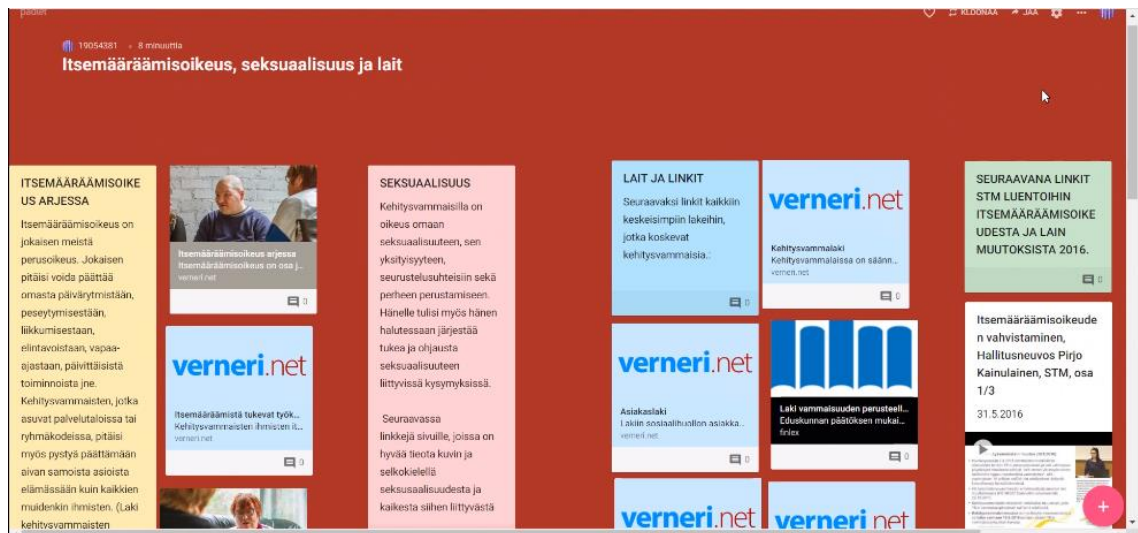 padlet
KLOONAA
JAA
19054381 • 8 minuuttia
Itsemääräämisoikeus, seksuaalisuus ja lait
ITSEMÄÄRÄÄMISOIKE
US ARJESSA
Itsemääräämisoikeus on
jokaisen meistä
perusoikeus. Jokaisen
pitäisi voida päättää
omasta päivärytmistään,
peseytymisestään,
liikkumisestaan,
elintavoistaan, vapaa-
ajastaan, päivittäisistä
toiminnoista jne.
Kehitysvammaisten, jotka
asuvat palvelutaloissa tai
ryhmäkodeissa, pitäisi
myös pystyä päättämään
aivan samoista asioista
elämässään kuin kaikkien
muidenkin ihmisten. (Laki
kehitysvammaisten
Itsemääräämisoikeus arjessa
Itsemääräämisoikeus on osa j...
verneri.net
0
verneri.net
Itsemääräämistä tukevat työk...
Kehitysvammaisten ihmisten it...
verneri.net
0
SEKSUAALISUUS
Kehitysvammaisilla on
oikeus omaan
seksuaalisuuteen, sen
yksityisyyteen,
seurustelusuhteisiin sekä
perheen perustamiseen.
Hänelle tulisi myös hänen
halutessaan järjestää
tukea ja ohjausta
seksuaalisuuteen
liittyvissä kysymyksissä.
Seuraavassa
linkkejä sivuille, joissa on
hyvää tieota kuvin ja
selkokielellä
seksusaalisuudesta ja
kaikesta siihen liittyvästä
LAIT JA LINKIT
Seuraavaksi linkit kaikkiin
keskeisimpiin lakeihin,
jotka koskevat
kehitysvammaisia.:
0
verneri.net
Asiakaslaki
Lakiin sosiaalihuollon asiakka...
verneri.net
0
verneri.net
verneri.net
Kehitysvammalaki
Kehitysvammalaissa on säänn...
verneri.net
0
Laki vammaisuuden perusteell...
Eduskunnan päätöksen mukai...
finlex
0
verneri.net
SEURAAVANA LINKIT
STM LUENTOIHIN
ITSEMÄÄRÄÄMISOIKE
UDESTA JA LAIN
MUUTOKSISTA 2016.
0
Itsemääräämisoikeude
n vahvistaminen,
Hallitusneuvos Pirjo
Kainulainen, STM, osa
1/3
31.5.2016